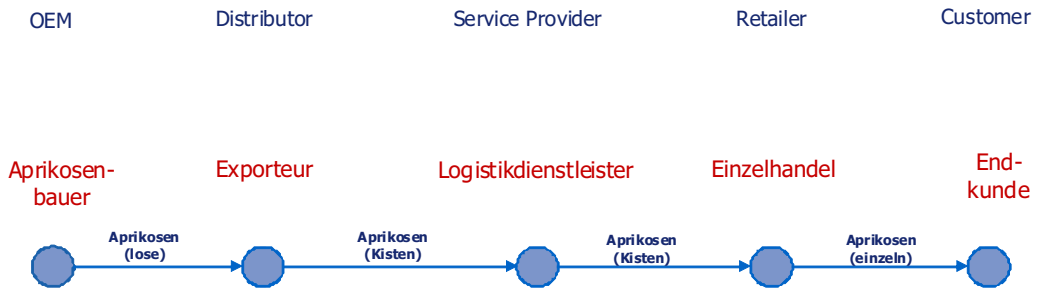 OEM
Distributor
Service Provider
Retailer
Customer
Aprikosen-
bauer
Exporteur
Logistikdienstleister
Einzelhandel
End-
kunde
Aprikosen
(lose)
Aprikosen
(Kisten)
Aprikosen
(Kisten)
Aprikosen
(einzeln)